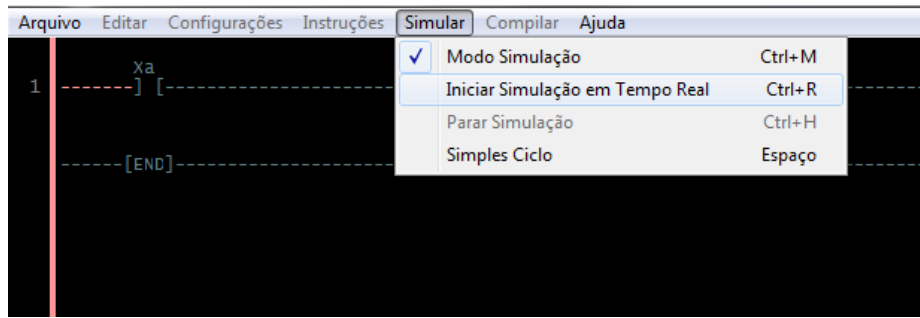 Arquivo Editar Configurações Instruções Simular Compilar Ajuda
✓ Modo Simulação Ctrl+M
Iniciar Simulação em Tempo Real Ctrl+R
Parar Simulação Ctrl+H
Simples Ciclo Espaço
Xa
1 -------] [----------------------
------[END]---------------------